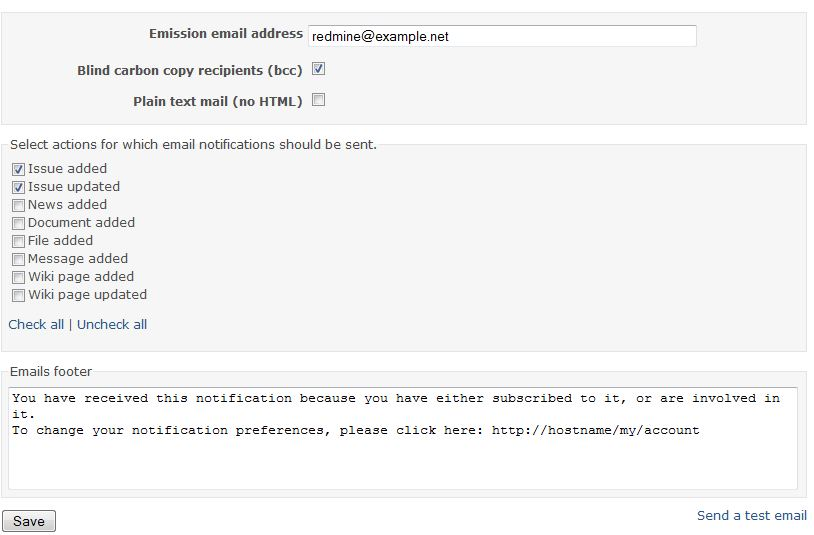 Emission email address redmine@example.net
Blind carbon copy recipients (bcc)
Plain text mail (no HTML)
Select actions for which email notifications should be sent.
Issue added
Issue updated
News added
Document added
File added
Message added
Wiki page added
Wiki page updated
Check all | Uncheck all
Emails footer
You have received this notification because you have either subscribed to it, or are involved in
it.
To change your notification preferences, please click here: http://hostname/my/account
Save Send a test email